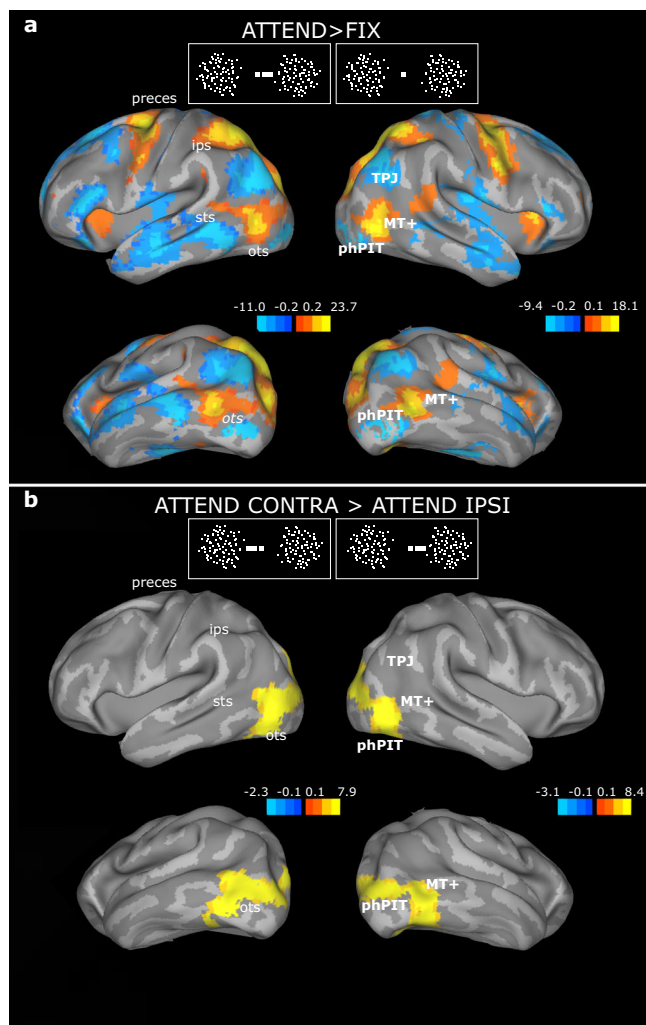 a
ATTEND>FIX
preces
ips
TPJ
sts
MT+
ots
phPIT
-11.0 -0.2 0.2 23.7
-9.4 -0.2 0.1 18.1
MT+
ots
phPIT
b
ATTEND CONTRA > ATTEND IPSI
preces
ips
TPJ
sts
MT+
ots
phPIT
-2.3 -0.1 0.1 7.9
-3.1 -0.1 0.1 8.4
MT+
ots
phPIT